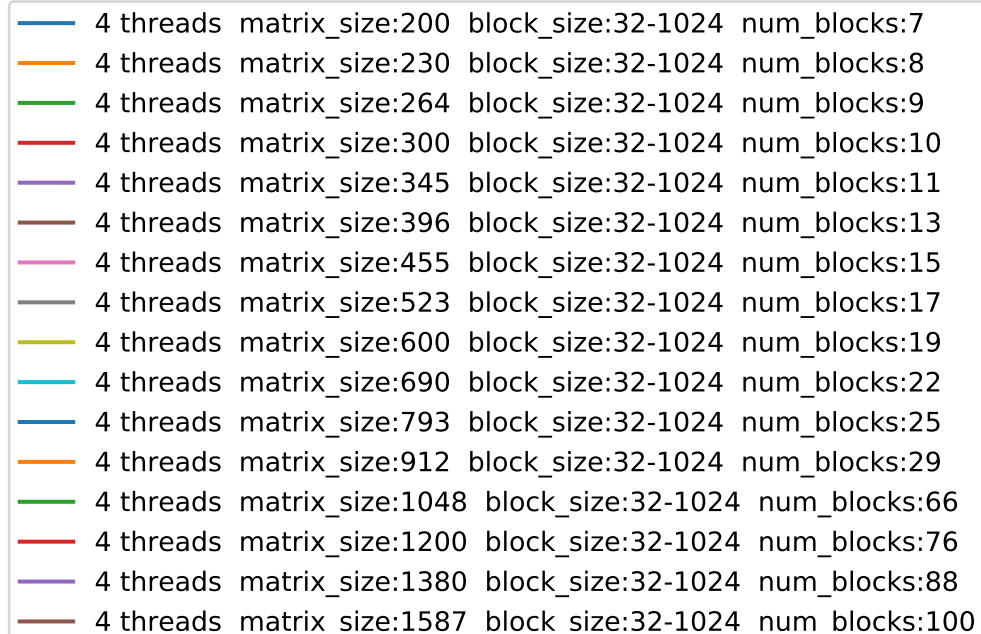 4 threads matrix_size:200 block_size:32-1024 num_blocks:7
4 threads matrix_size:230 block_size:32-1024 num_blocks:8
4 threads matrix_size:264 block_size:32-1024 num_blocks:9
4 threads matrix_size:300 block_size:32-1024 num_blocks:10
4 threads matrix_size:345 block_size:32-1024 num_blocks:11
4 threads matrix_size:396 block_size:32-1024 num_blocks:13
4 threads matrix_size:455 block_size:32-1024 num_blocks:15
4 threads matrix_size:523 block_size:32-1024 num_blocks:17
4 threads matrix_size:600 block_size:32-1024 num_blocks:19
4 threads matrix_size:690 block_size:32-1024 num_blocks:22
4 threads matrix_size:793 block_size:32-1024 num_blocks:25
4 threads matrix_size:912 block_size:32-1024 num_blocks:29
4 threads matrix_size:1048 block_size:32-1024 num_blocks:66
4 threads matrix_size:1200 block_size:32-1024 num_blocks:76
4 threads matrix_size:1380 block_size:32-1024 num_blocks:88
4 threads matrix_size:1587 block_size:32-1024 num_blocks:100